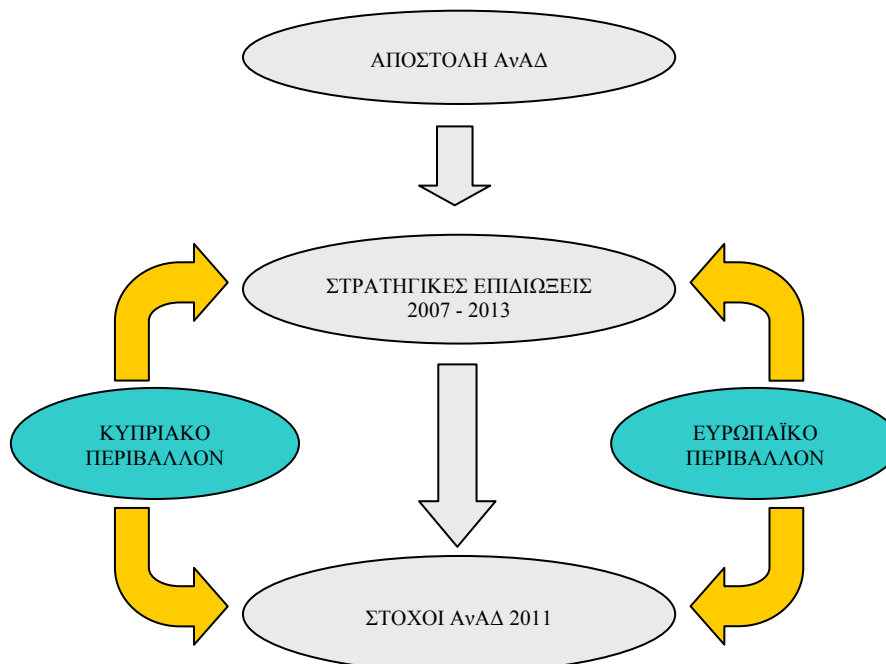 ΑΠΟΣΤΟΛΗ ΑνΑΔ
ΣΤΡΑΤΗΓΙΚΕΣ ΕΠΙΔΙΩΞΕΙΣ
2007 - 2013
ΚΥΠΡΙΑΚΟ
ΠΕΡΙΒΑΛΛΟΝ
ΕΥΡΩΠΑΪΚΟ
ΠΕΡΙΒΑΛΛΟΝ
ΣΤΟΧΟΙ ΑνΑΔ 2011